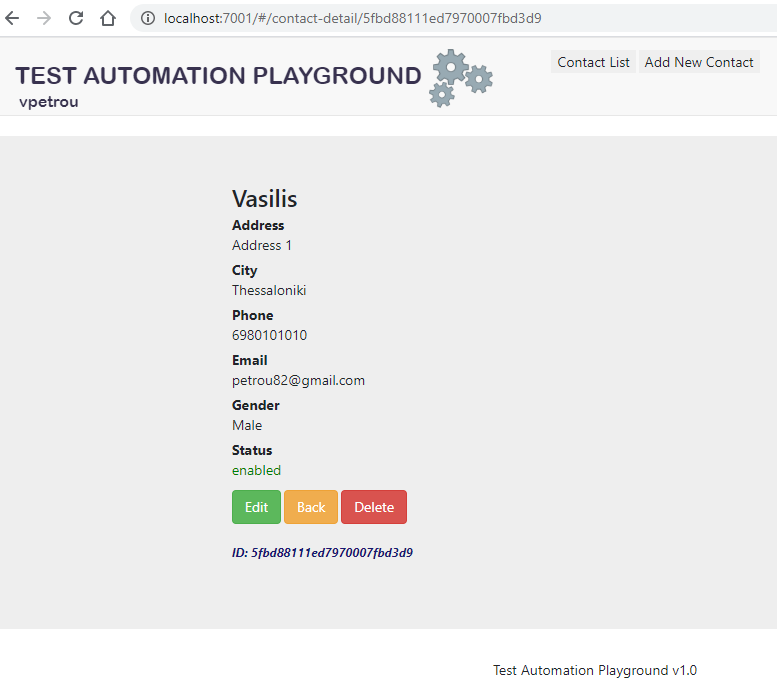 localhost:7001/#/contact-detail/5fbd88111ed7970007fbd3d9
TEST AUTOMATION PLAYGROUND
vpetrou
Contact List Add New Contact
Vasilis
Address
Address 1
City
Thessaloniki
Phone
6980101010
Email
petrou82@gmail.com
Gender
Male
Status
enabled
Edit Back Delete
ID: 5fbd88111ed7970007fbd3d9
Test Automation Playground v1.0